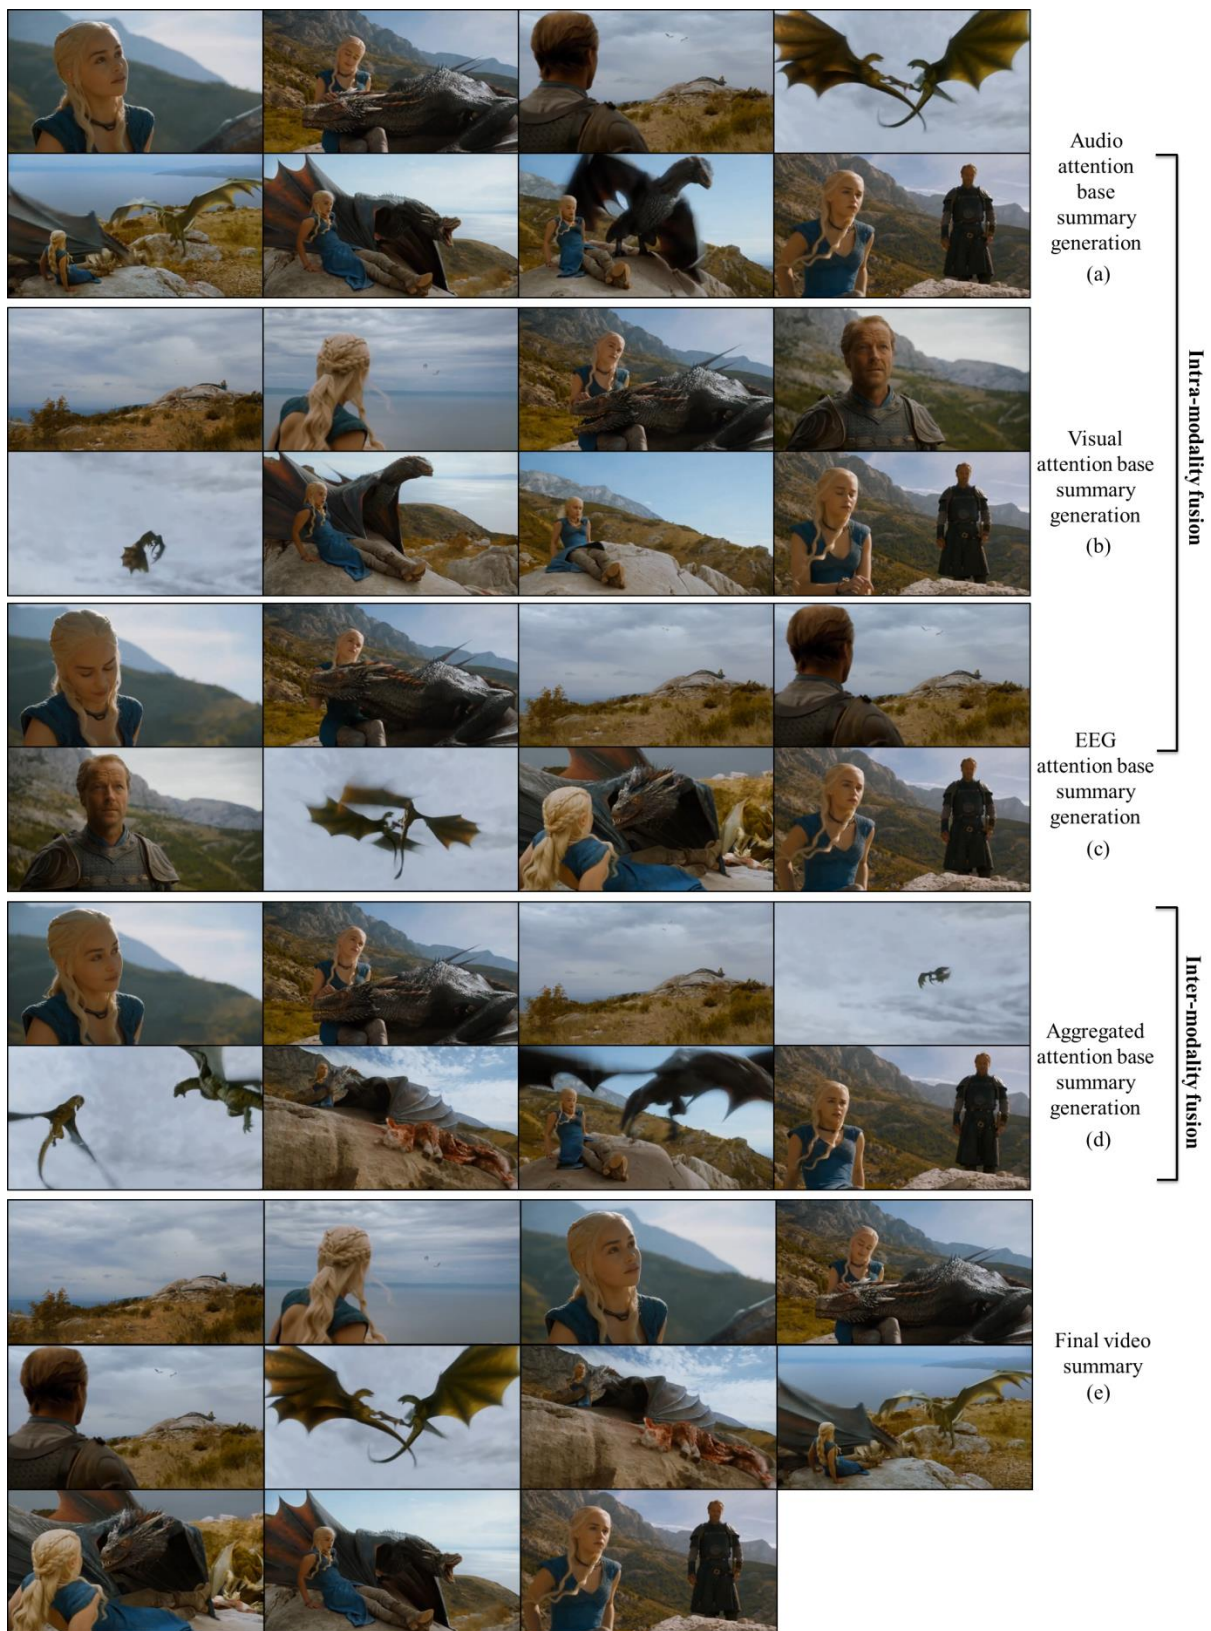 Audio
attention
base
summary
generation
(a)
Visual
attention base
summary
generation
(b)
EEG
attention base
summary
generation
(c)
Intra-modality fusion
Aggregated
attention base
summary
generation
(d)
Inter-modality fusion
Final video
summary
(e)